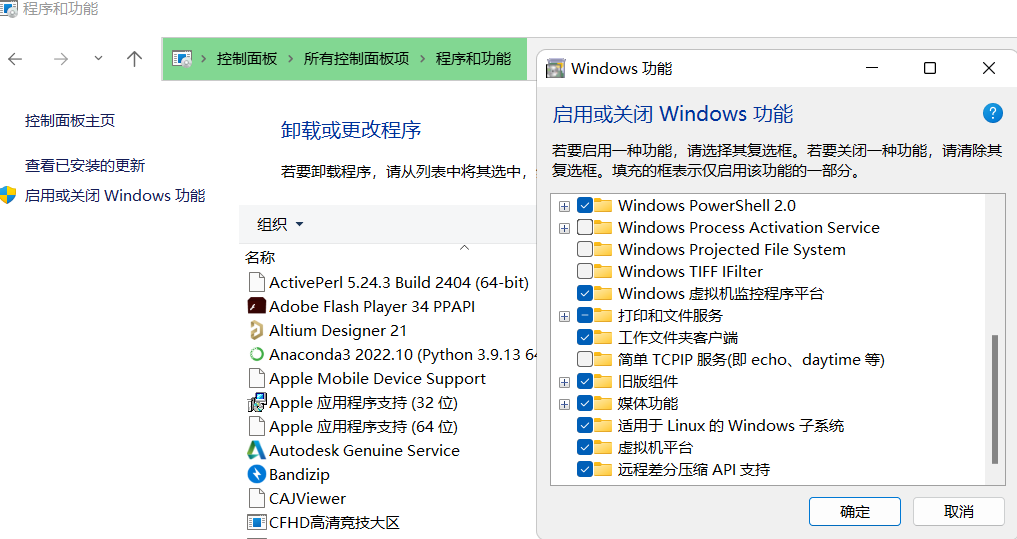 程序和功能
控制面板 › 所有控制面板项 › 程序和功能
控制面板主页
查看已安装的更新
启用或关闭 Windows 功能
卸载或更改程序
若要卸载程序，请从列表中将其选中，
组织
名称
ActivePerl 5.24.3 Build 2404 (64-bit)
Adobe Flash Player 34 PPAPI
Altium Designer 21
Anaconda3 2022.10 (Python 3.9.13 64
Apple Mobile Device Support
Apple 应用程序支持 (32 位)
Apple 应用程序支持 (64 位)
Autodesk Genuine Service
Bandizip
CAJViewer
CFHD高清竞技大区
Windows 功能
启用或关闭 Windows 功能
?
若要启用一种功能，请选择其复选框。若要关闭一种功能，请清除其
复选框。填充的框表示仅启用该功能的一部分。
Windows PowerShell 2.0
Windows Process Activation Service
Windows Projected File System
Windows TIFF IFilter
Windows 虚拟机监控程序平台
打印和文件服务
工作文件夹客户端
简单 TCPIP 服务(即 echo、daytime 等)
旧版组件
媒体功能
适用于 Linux 的 Windows 子系统
虚拟机平台
远程差分压缩 API 支持
确定
取消